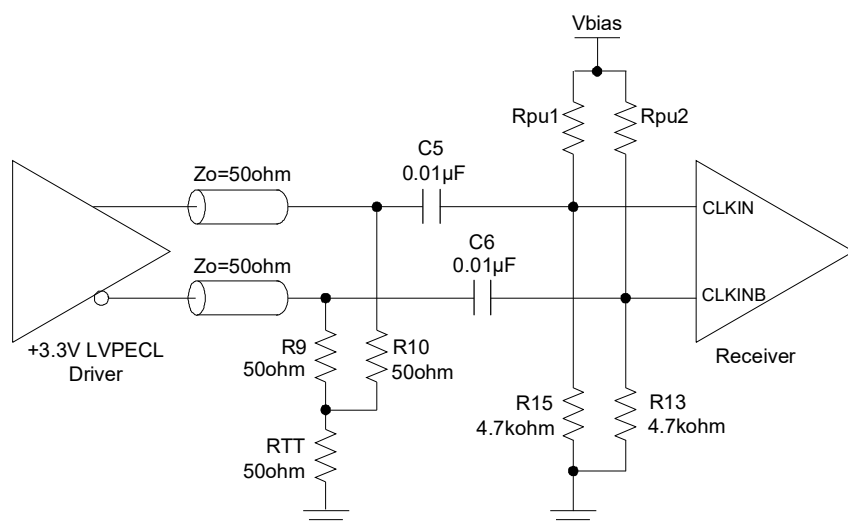 Vbias
Rpu1
Rpu2
C5
0.01µF
Zo=50ohm
CLKIN
C6
0.01µF
Zo=50ohm
CLKINB
+3.3V LVPECL
Driver
R9
50ohm
R10
50ohm
Receiver
R15
4.7kohm
R13
4.7kohm
RTT
50ohm